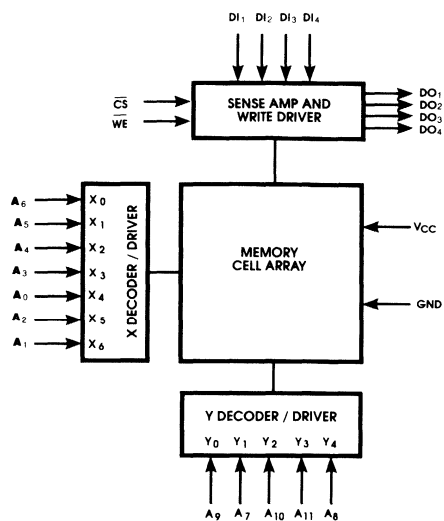 DI1 DI2 DI3 DI4
CS
WE
SENSE AMP AND
WRITE DRIVER
DO1
DO2
DO3
DO4
A6
A5
A4
A3
A0
A2
A1
X0
X1
X2
X3
X4
X5
X6
X DECODER / DRIVER
MEMORY
CELL ARRAY
VCC
GND
Y DECODER / DRIVER
Y0 Y1 Y2 Y3 Y4
A9 A7 A10 A11 A8